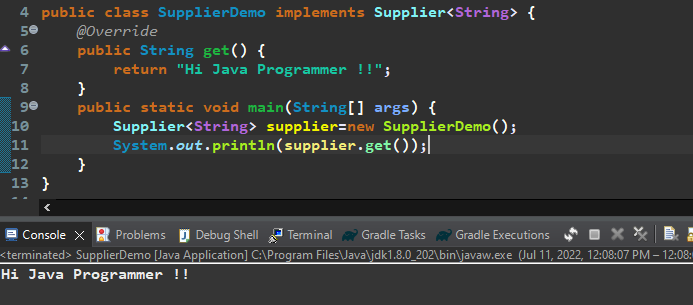 4 public class SupplierDemo implements Supplier<String> {
5 @Override
6 public String get() {
7 return "Hi Java Programmer !!";
8 }
9 public static void main(String[] args) {
10 Supplier<String> supplier=new SupplierDemo();
11 System.out.println(supplier.get());
12 }
13 }
Console Problems Debug Shell Terminal Gradle Tasks Gradle Executions
<terminated> SupplierDemo [Java Application] C:\Program Files\Java\jdk1.8.0_202\bin\javaw.exe (Jul 11, 2022, 12:08:07 PM – 12:08:
Hi Java Programmer !!